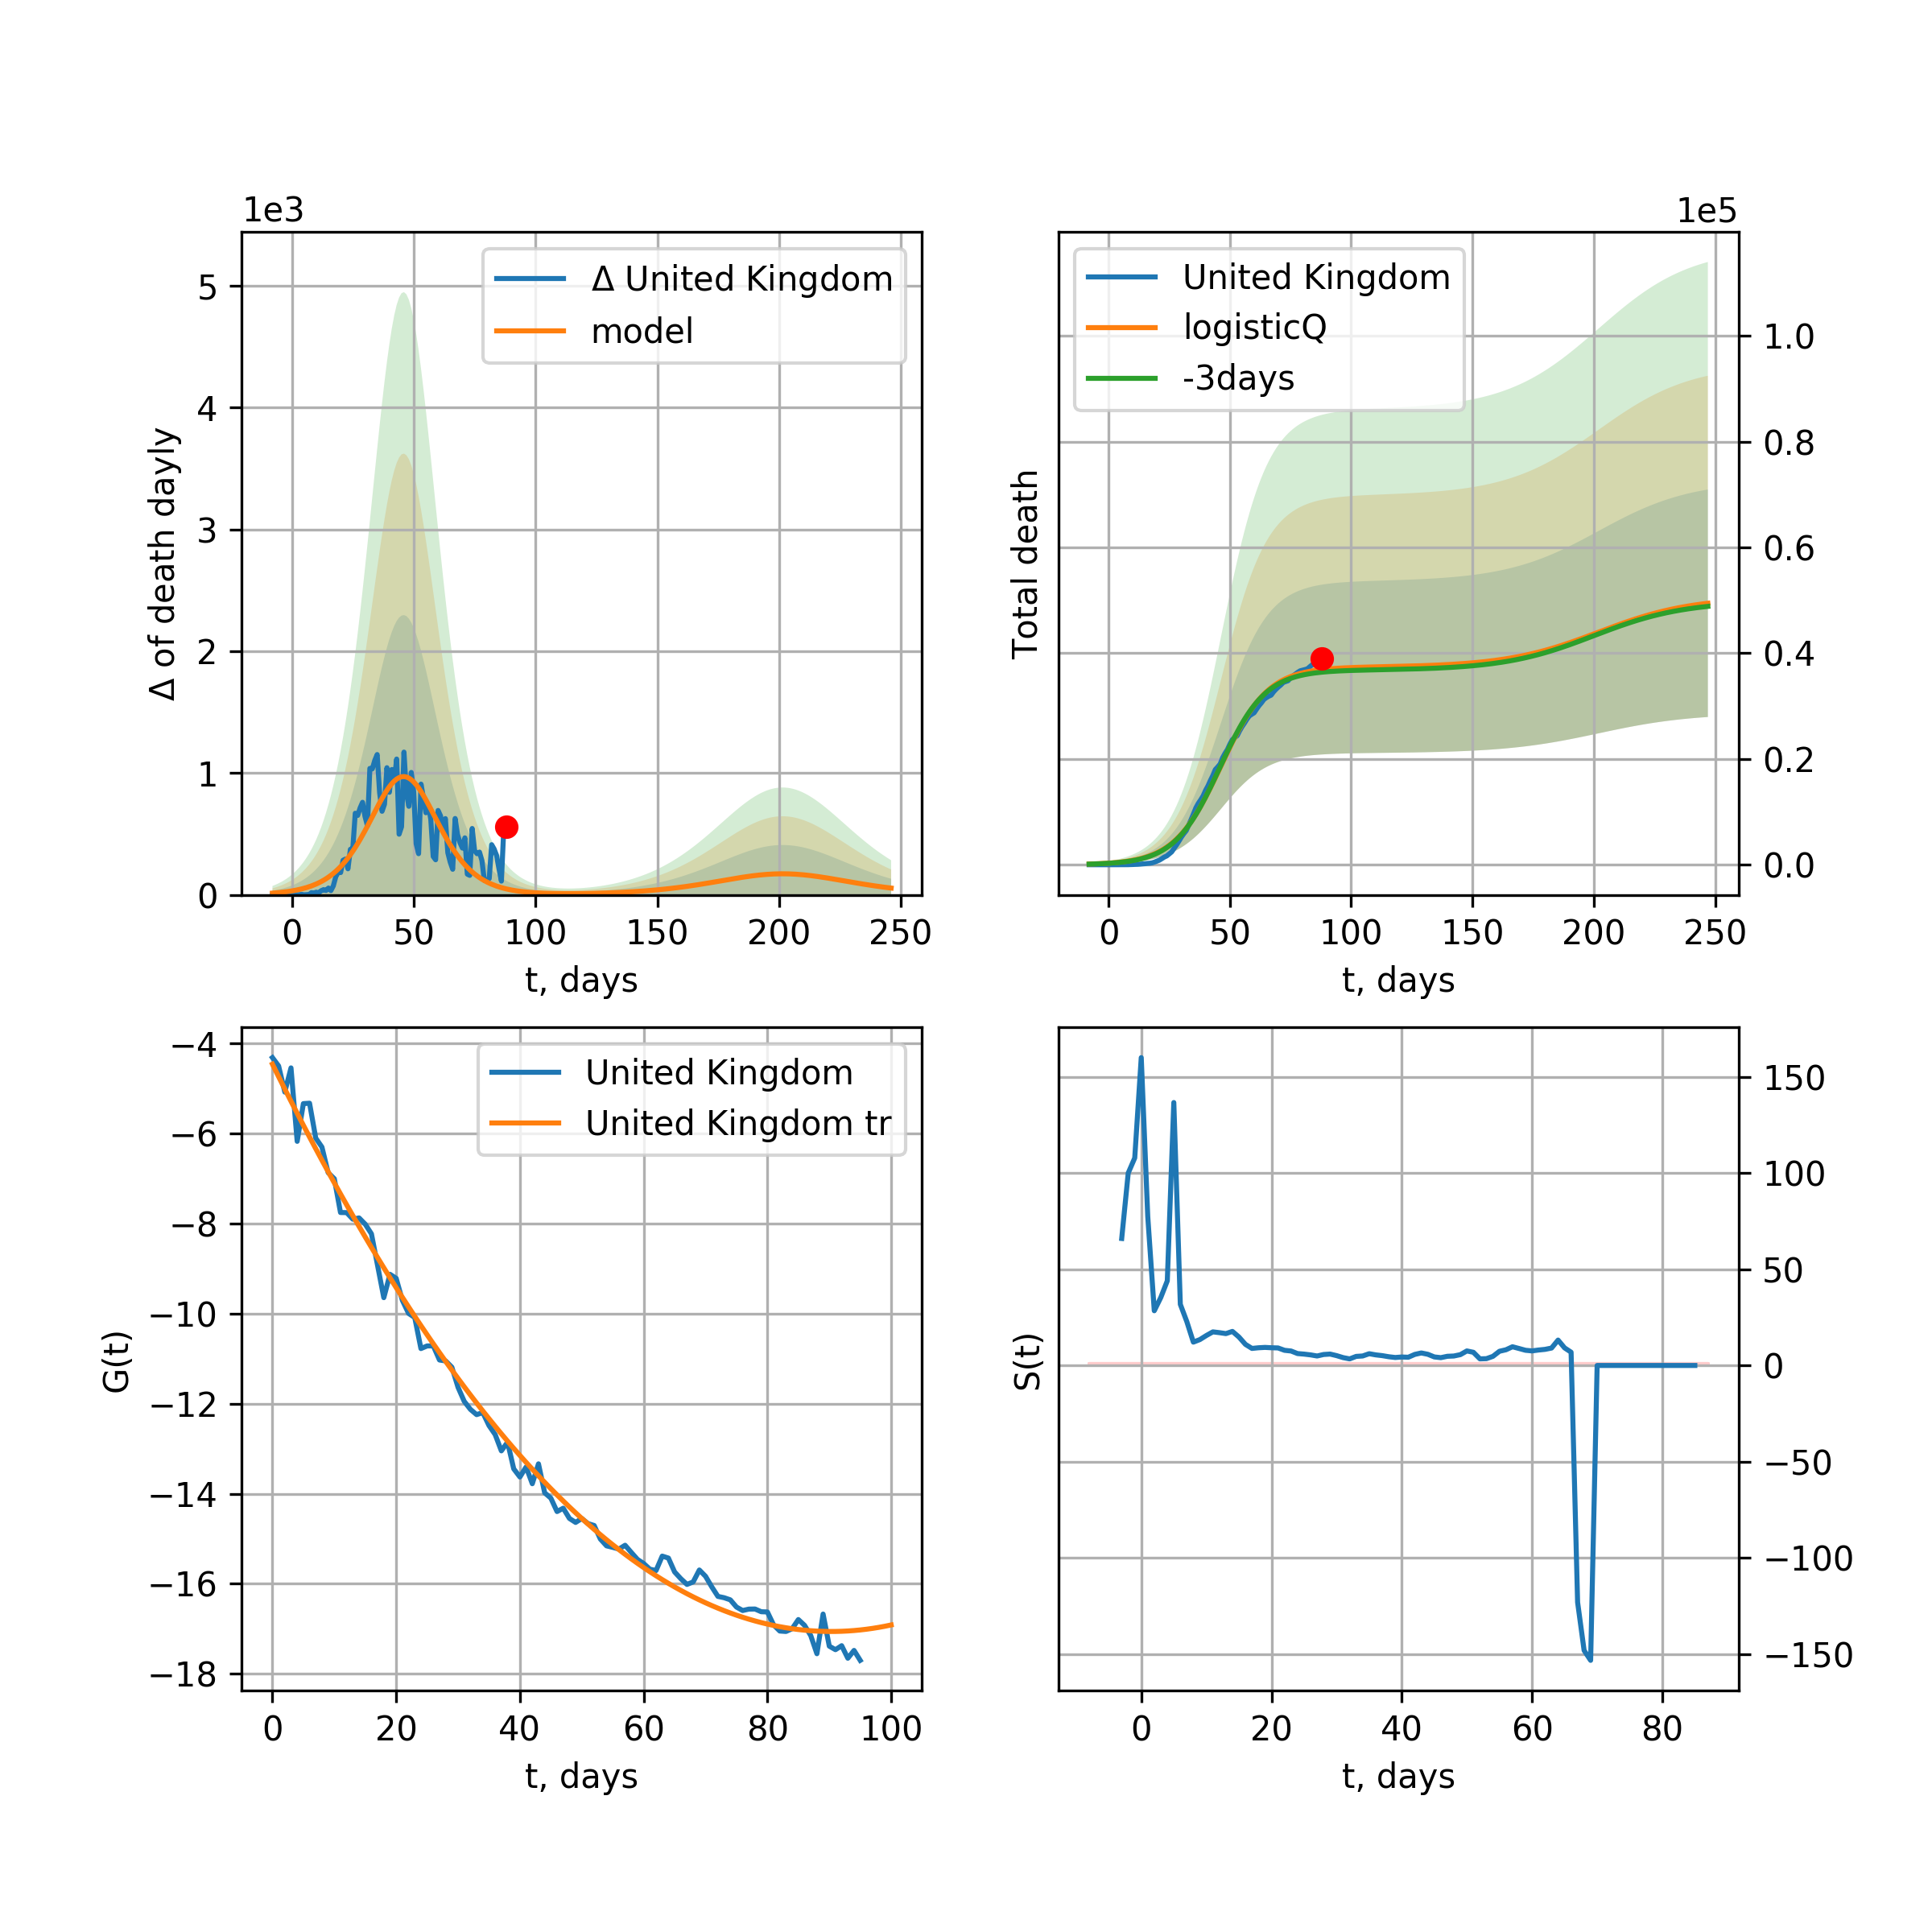 1e3
Δ United Kingdom
model
5
4
3
2
1
0
Δ of death dayly
0 50 100 150 200 250
t, days
1e5
United Kingdom
logisticQ
-3days
Total death
1.0
0.8
0.6
0.4
0.2
0.0
0 50 100 150 200 250
t, days
United Kingdom
United Kingdom tr
−4
−6
−8
−10
−12
−14
−16
−18
G(t)
0 20 40 60 80 100
t, days
S(t)
150
100
50
0
−50
−100
−150
0 20 40 60 80
t, days